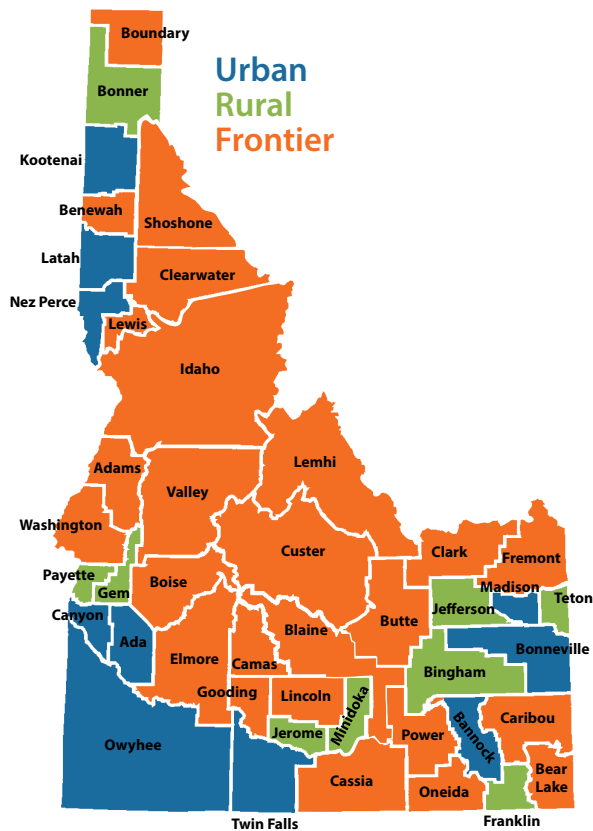 Boundary
Urban
Rural
Frontier
Bonner
Kootenai
Benewah
Shoshone
Latah
Clearwater
Nez Perce
Lewis
Idaho
Lemhi
Adams
Valley
Washington
Custer
Clark
Fremont
Payette
Gem
Boise
Madison
Jefferson
Teton
Canyon
Butte
Ada
Blaine
Bonneville
Elmore
Camas
Bingham
Gooding
Lincoln
Minidoka
Caribou
Jerome
Power
Bannock
Owyhee
Cassia
Oneida
Bear
Lake
Franklin
Twin Falls